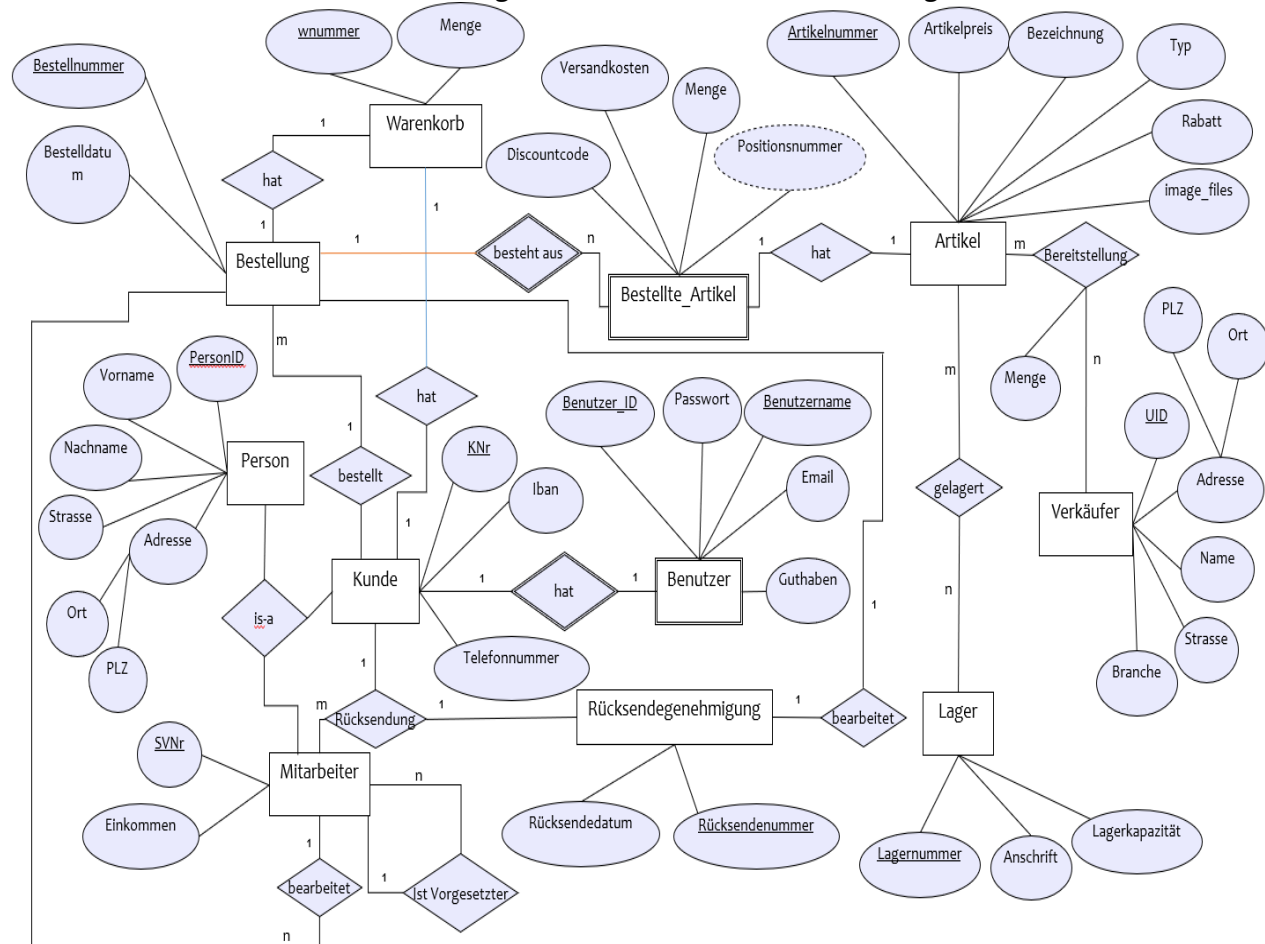 wnummer
Menge
Bestellnummer
Bestelldatu
m
Warenkorb
1
hat
1
Bestellung
1
1
besteht aus
n
Versandkosten
Menge
Discountcode
Positionsnummer
Bestellte_Artikel
1
hat
1
Artikelnummer
Artikelpreis
Bezeichnung
Typ
Rabatt
image_files
Artikel
m
Bereitstellung
Menge
n
PLZ
Ort
UID
Adresse
Verkäufer
Name
Strasse
Branche
m
gelagert
n
Lager
Lagernummer
Anschrift
Lagerkapazität
m
1
bestellt
hat
1
PersonID
Vorname
Nachname
Person
Strasse
Adresse
Ort
PLZ
is-a
KNr
Iban
Kunde
Telefonnummer
1
hat
1
Benutzer_ID
Passwort
Benutzername
Email
Benutzer
Guthaben
1
m
Rücksendung
1
Rücksendegenehmigung
1
bearbeitet
1
Rücksendedatum
Rücksendenummer
SVNr
Einkommen
Mitarbeiter
n
1
Ist Vorgesetzter
1
bearbeitet
n